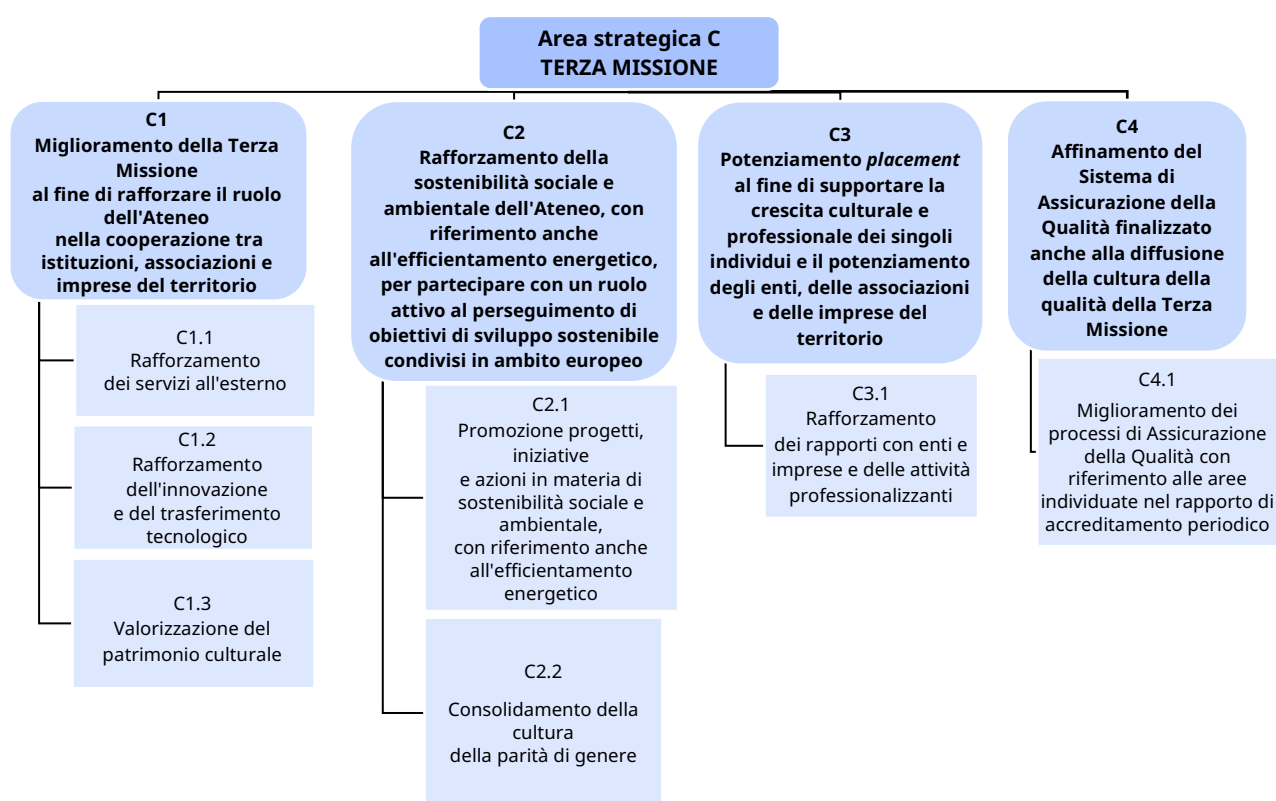 Area strategica C
TERZA MISSIONE
C1
Miglioramento della Terza
Missione
al fine di rafforzare il ruolo
dell'Ateneo
nella cooperazione tra
istituzioni, associazioni e
imprese del territorio
C1.1
Rafforzamento
dei servizi all'esterno
C1.2
Rafforzamento
dell'innovazione
e del trasferimento
tecnologico
C1.3
Valorizzazione del
patrimonio culturale
C2
Rafforzamento della
sostenibilità sociale e
ambientale dell'Ateneo, con
riferimento anche
all'efficientamento energetico,
per partecipare con un ruolo
attivo al perseguimento di
obiettivi di sviluppo sostenibile
condivisi in ambito europeo
C2.1
Promozione progetti,
iniziative
e azioni in materia di
sostenibilità sociale e
ambientale,
con riferimento anche
all'efficientamento
energetico
C2.2
Consolidamento della
cultura
della parità di genere
C3
Potenziamento placement
al fine di supportare la
crescita culturale e
professionale dei singoli
individui e il potenziamento
degli enti, delle associazioni
e delle imprese del
territorio
C3.1
Rafforzamento
dei rapporti con enti e
imprese e delle attività
professionalizzanti
C4
Affinamento del
Sistema di
Assicurazione della
Qualità finalizzato
anche alla diffusione
della cultura della
qualità della Terza
Missione
C4.1
Miglioramento dei
processi di Assicurazione
della Qualità con
riferimento alle aree
individuate nel rapporto di
accreditamento periodico